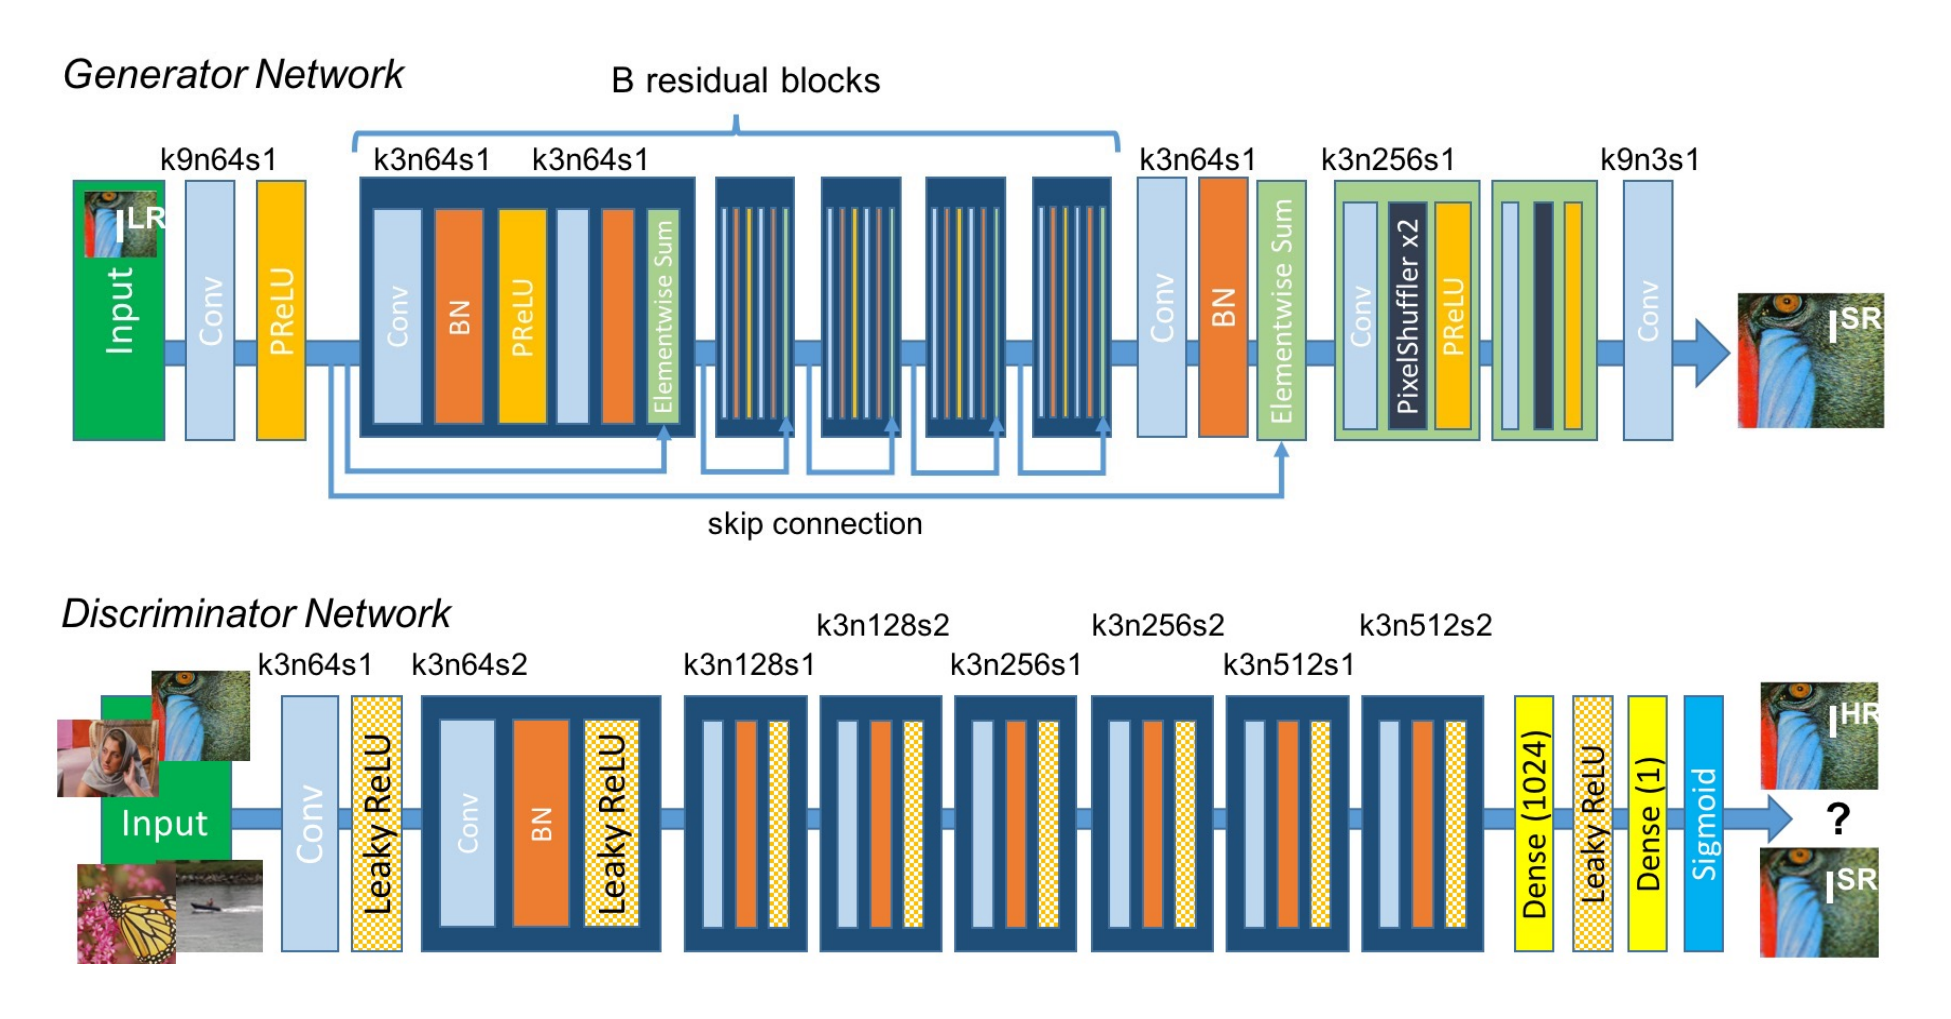 Generator Network
B residual blocks
k9n64s1
k3n64s1
k3n64s1
k3n64s1
k3n256s1
k9n3s1
I^LR
Input
Conv
PReLU
Conv
BN
PReLU
Elementwise Sum
Conv
BN
Elementwise Sum
Conv
PixelShuffler x2
PReLU
Conv
I^SR
skip connection
Discriminator Network
k3n128s2
k3n256s2
k3n512s2
k3n64s1
k3n64s2
k3n128s1
k3n256s1
k3n512s1
Input
Conv
Leaky ReLU
Conv
BN
Leaky ReLU
Dense (1024)
Leaky ReLU
Dense (1)
Sigmoid
I^HR
?
I^SR